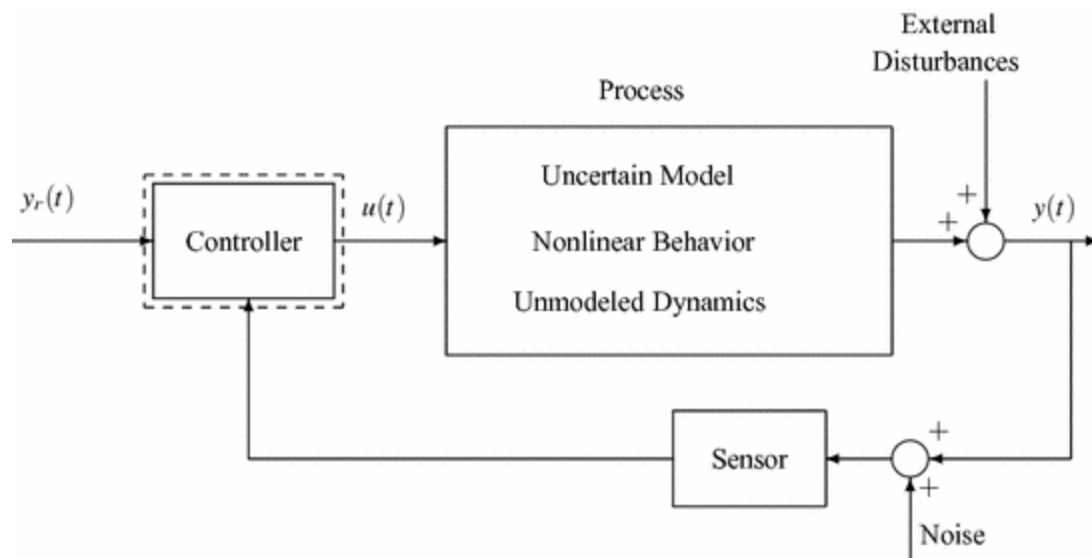 External
Disturbances
Process
Uncertain Model
y_r(t)
u(t)
+
+
y(t)
Controller
Nonlinear Behavior
Unmodeled Dynamics
+
Sensor
+
Noise